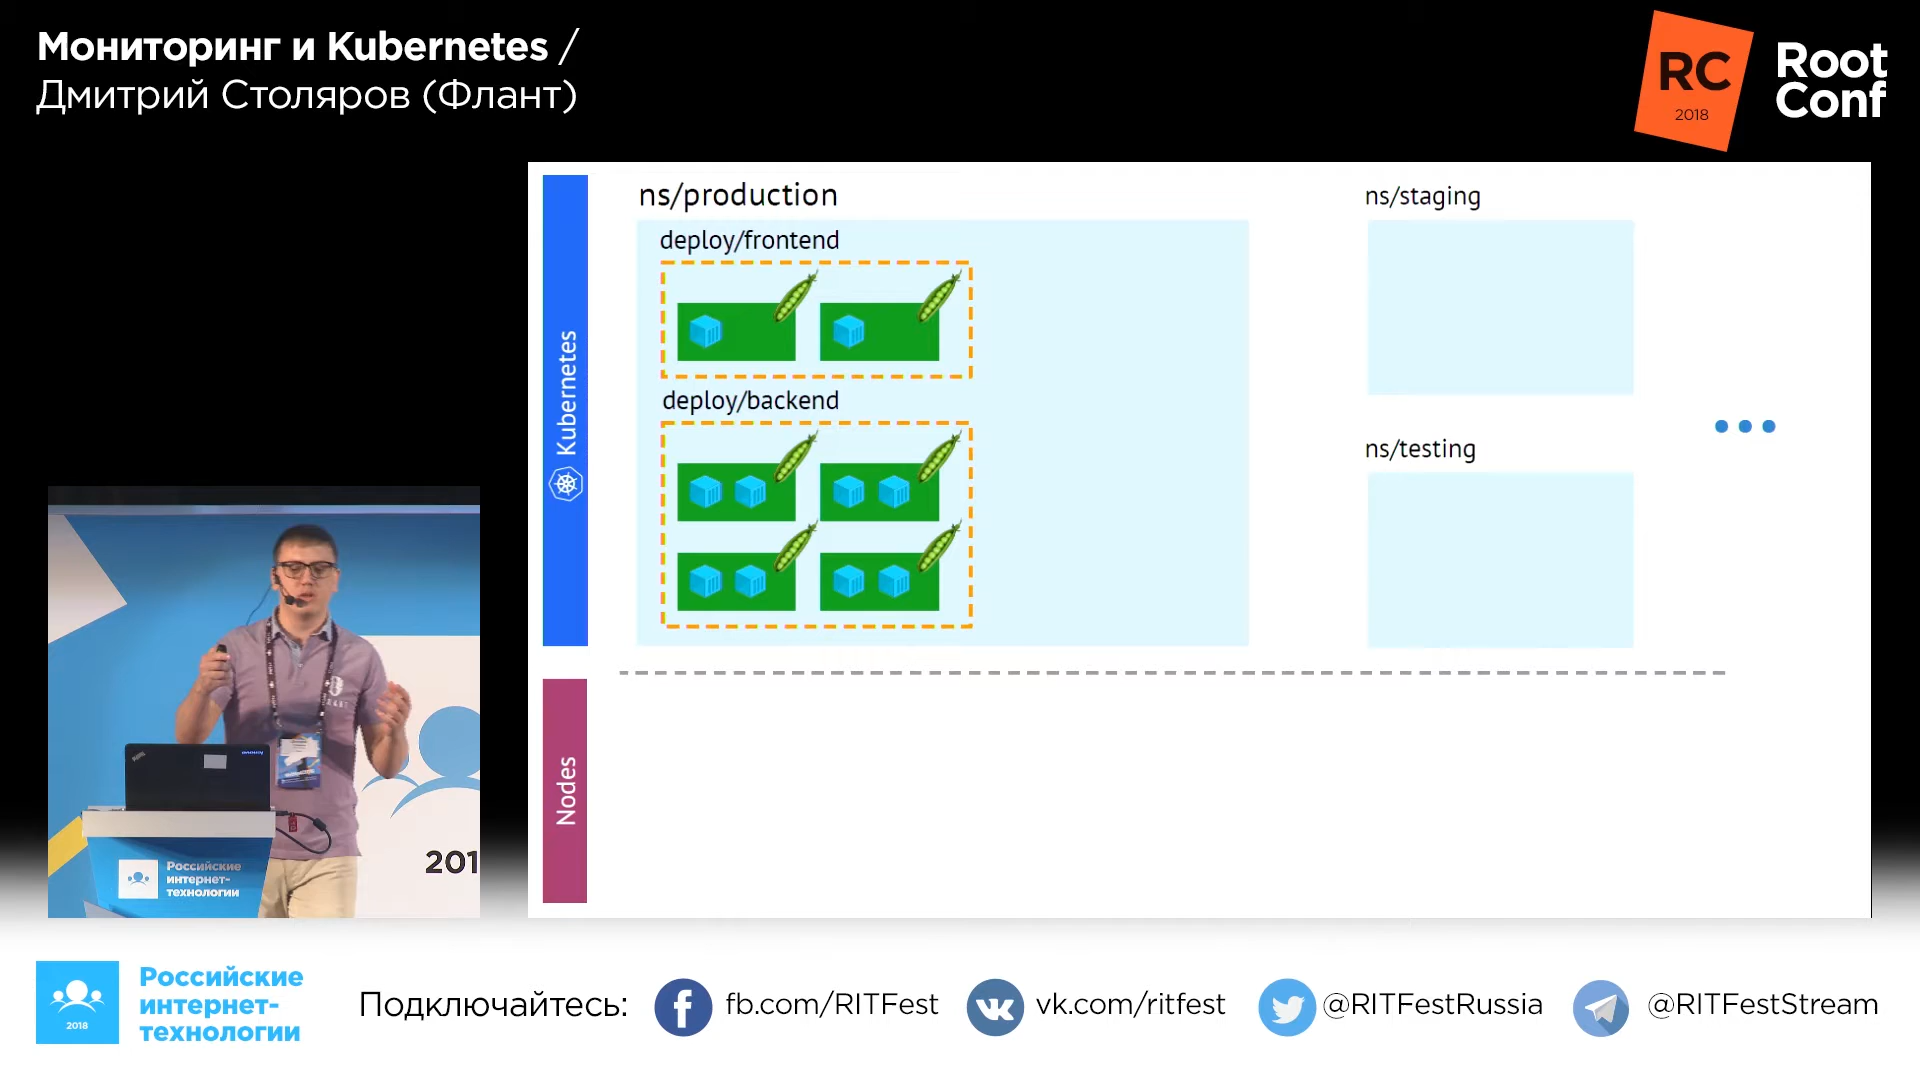 Мониторинг и Kubernetes /
Дмитрий Столяров (Флант)
RC
2018
Root
Conf
Kubernetes
ns/production
deploy/frontend
deploy/backend
ns/staging
ns/testing
Nodes
201
Российские
интернет-
технологии
2018
Российские
интернет-
технологии
Подключайтесь:
fb.com/RITFest
vk.com/ritfest
@RITFestRussia
@RITFestStream